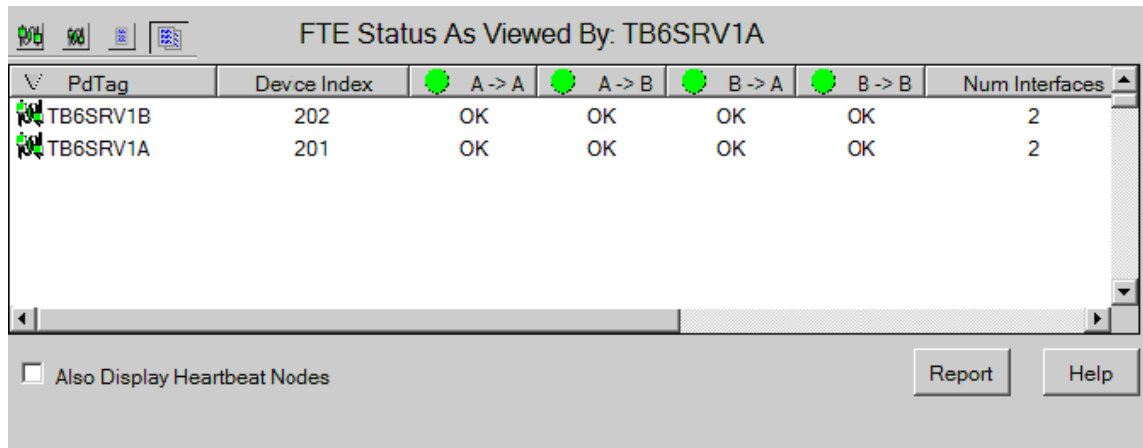 FTE Status As Viewed By: TB6SRV1A
PdTag Devce Index A -> A A -> B B -> A B -> B Num Interfaces
TB6SRV1B 202 OK OK OK OK 2
TB6SRV1A 201 OK OK OK OK 2
Also Display Heartbeat Nodes Report Help